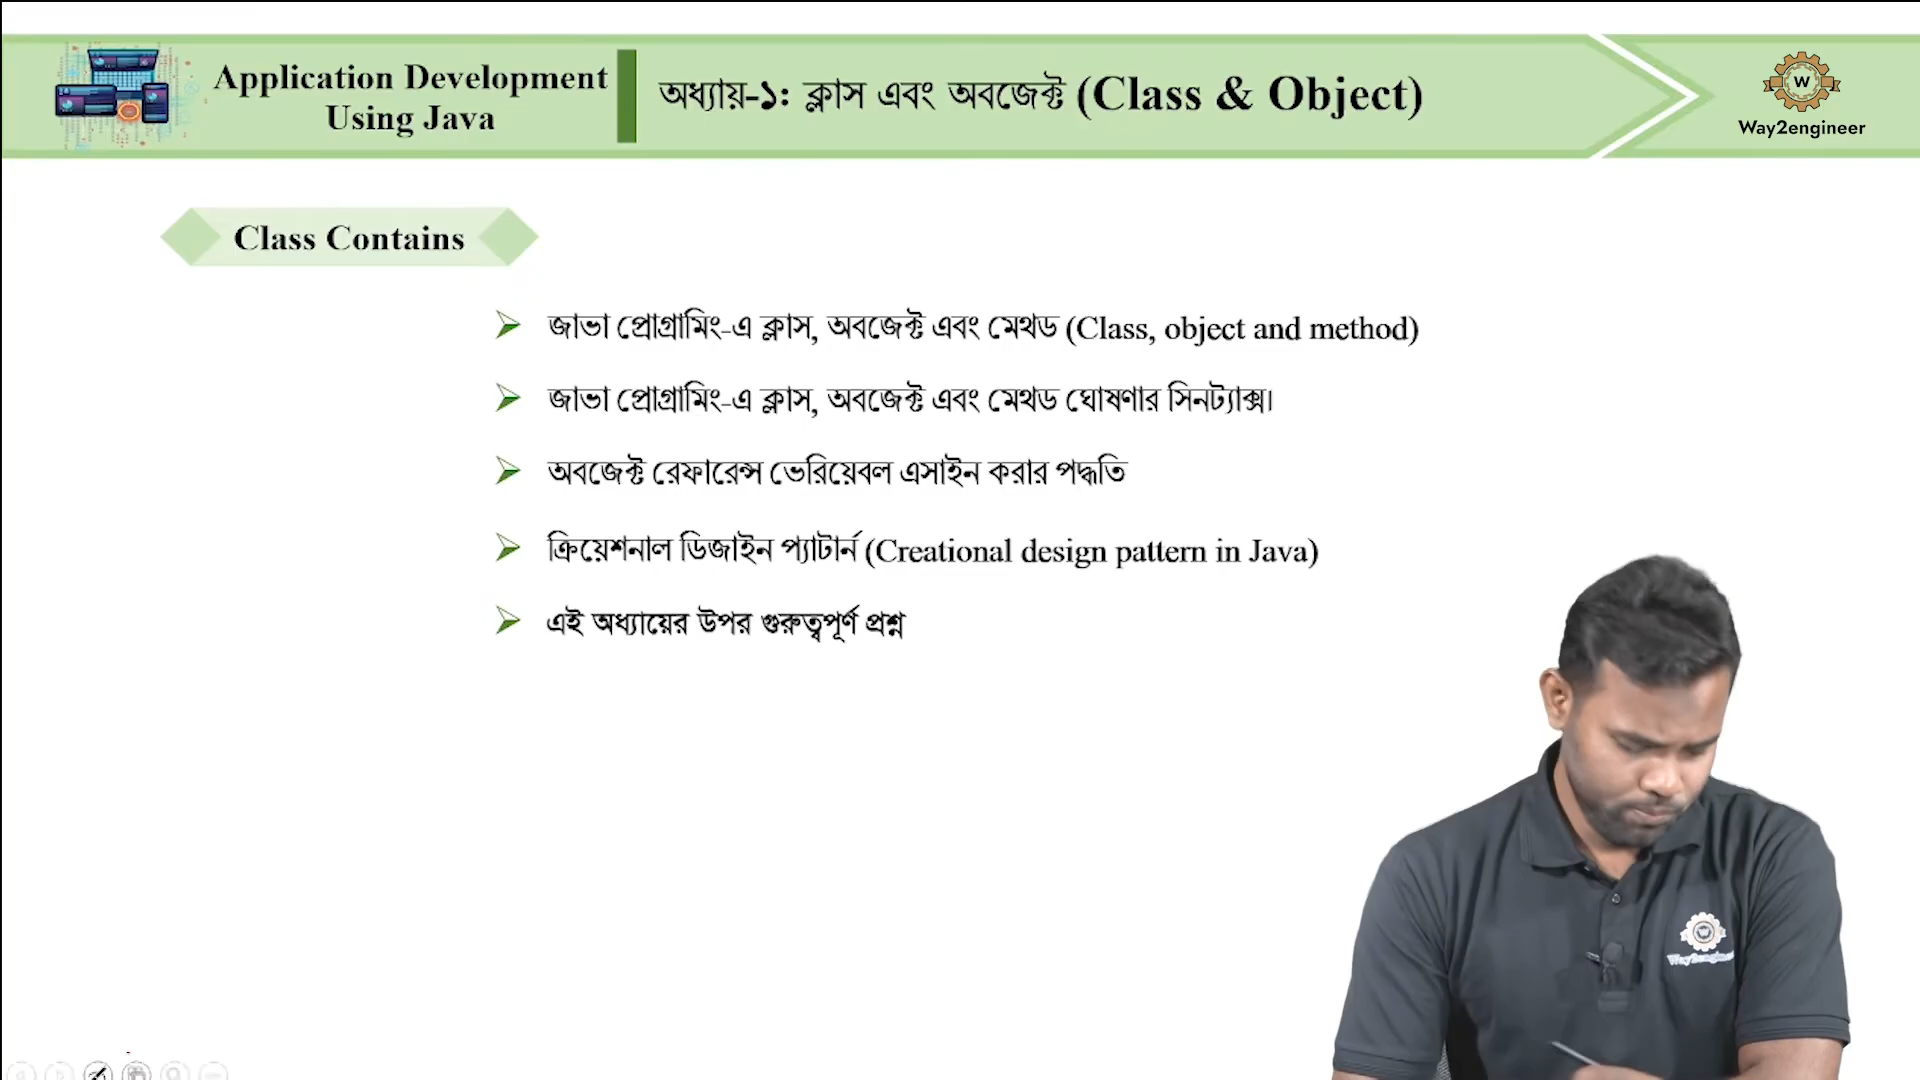 Application Development
Using Java
অধ্যায়-১: ক্লাস এবং অবজেক্ট (Class & Object)
W
Way2engineer
Class Contains
জাভা প্রোগ্রামিং-এ ক্লাস, অবজেক্ট এবং মেথড (Class, object and method)
জাভা প্রোগ্রামিং-এ ক্লাস, অবজেক্ট এবং মেথড ঘোষণার সিনট্যাক্স।
অবজেক্ট রেফারেন্স ভেরিয়েবল এসাইন করার পদ্ধতি
ক্রিয়েশনাল ডিজাইন প্যাটার্ন (Creational design pattern in Java)
এই অধ্যায়ের উপর গুরুত্বপূর্ণ প্রশ্ন
W
Way2engineer